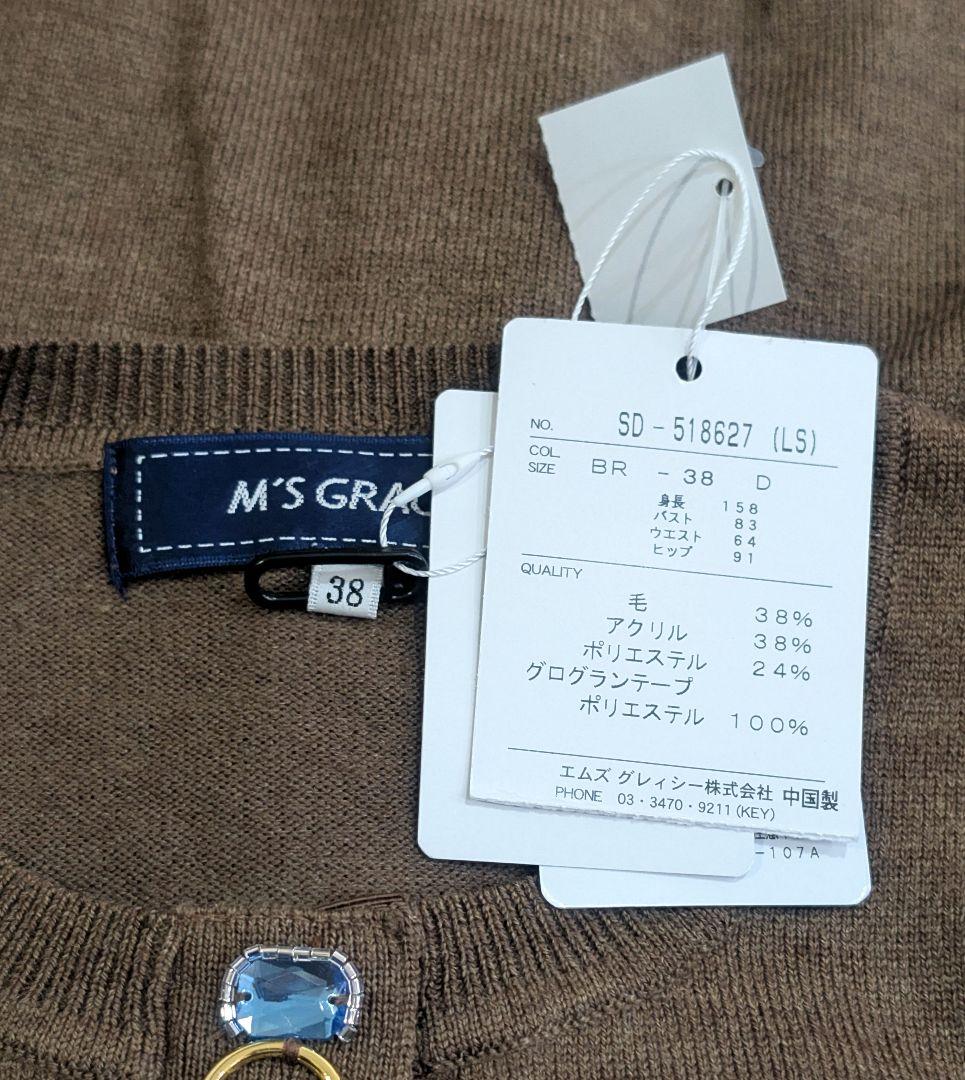 M'S GRAC
38
NO. SD-518627 (LS)
COL
SIZE BR -38 D
身長 158
バスト 83
ウエスト 64
ヒップ 91
QUALITY
毛 38%
アクリル 38%
ポリエステル 24%
グログランテープ
ポリエステル 100%
エムズ グレィシー株式会社 中国製
PHONE 03・3470・9211(KEY)
-107A